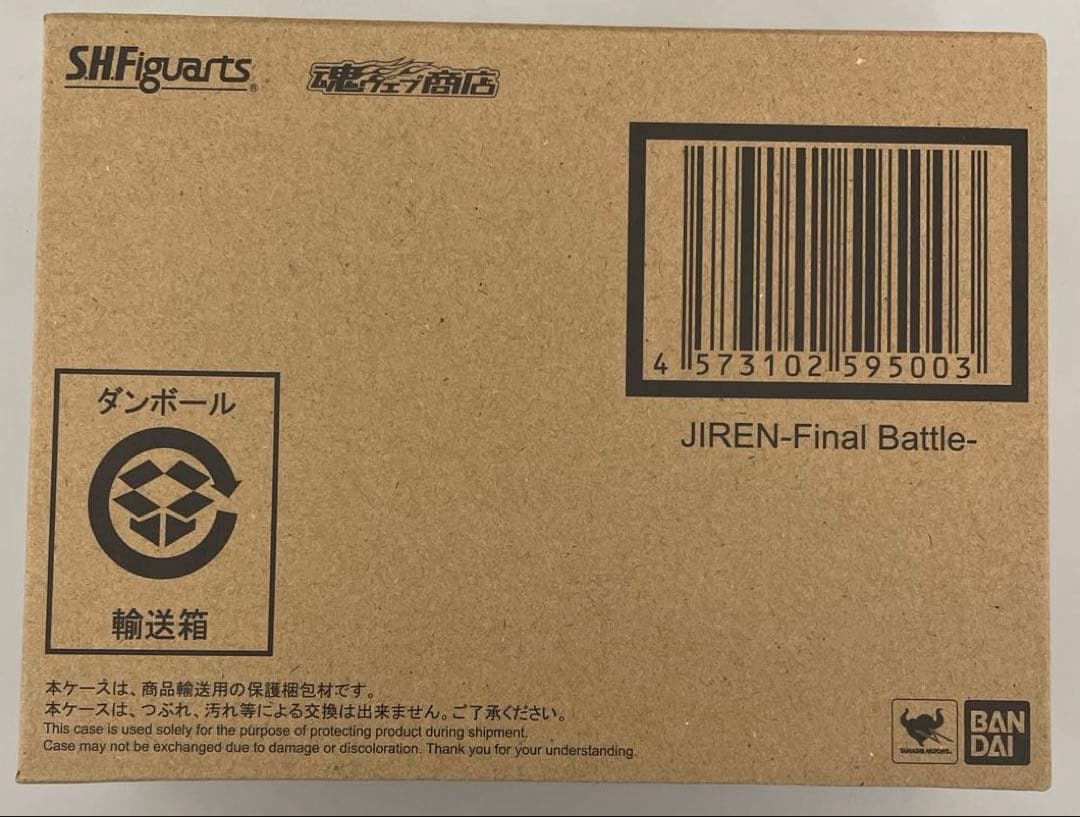 S.H.Figuarts®
魂ウェブ商店
4 573102 595003
JIREN-Final Battle-
ダンボール
輸送箱
本ケースは、商品輸送用の保護梱包材です。
本ケースは、つぶれ、汚れ等による交換は出来ません。ご了承ください。
This case is used solely for the purpose of protecting product during shipment.
Case may not be exchanged due to damage or discoloration. Thank you for your understanding.
TAMASHII NATIONS
BAN
DAI